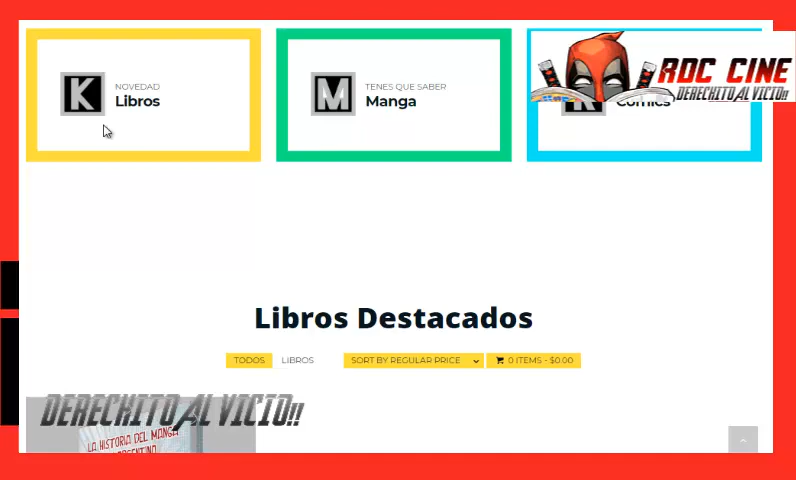 K
NOVEDAD
Libros
M
TENES QUE SABER
Manga
Comics
RDC CINE
DERECHITO AL VICIO!!
Libros Destacados
TODOS
LIBROS
SORT BY REGULAR PRICE
0 ITEMS - $0.00
DERECHITO AL VICIO!!
LA HISTORIA DEL MANGA
ARGENTINO